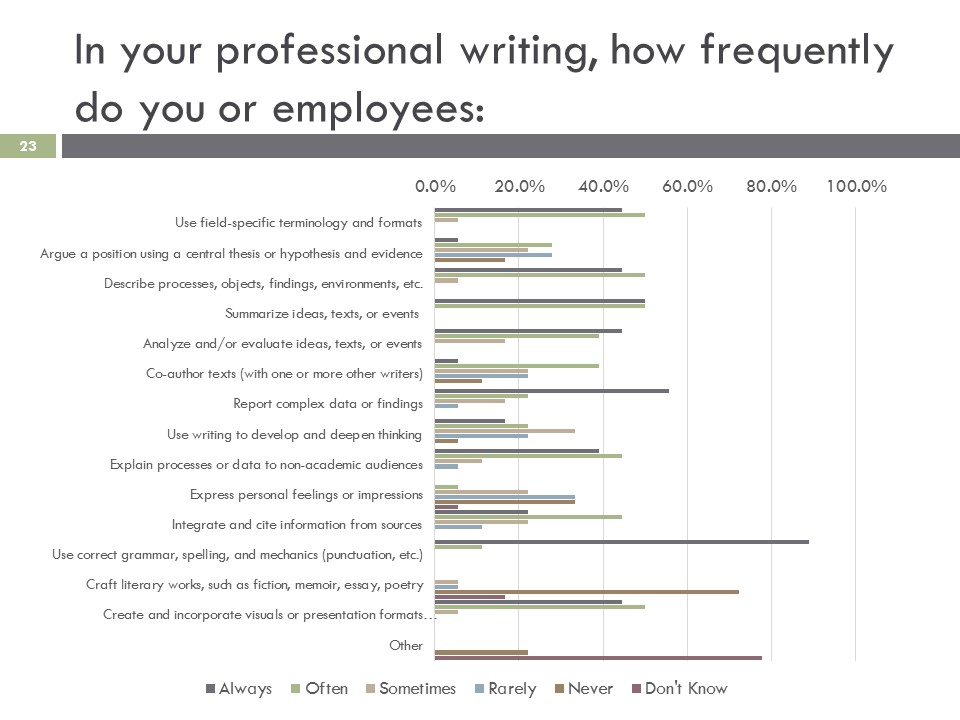 In your professional writing, how frequently
do you or employees:
23
0.0% 20.0% 40.0% 60.0% 80.0% 100.0%
Use field-specific terminology and formats
Argue a position using a central thesis or hypothesis and evidence
Describe processes, objects, findings, environments, etc.
Summarize ideas, texts, or events
Analyze and/or evaluate ideas, texts, or events
Co-author texts (with one or more other writers)
Report complex data or findings
Use writing to develop and deepen thinking
Explain processes or data to non-academic audiences
Express personal feelings or impressions
Integrate and cite information from sources
Use correct grammar, spelling, and mechanics (punctuation, etc.)
Craft literary works, such as fiction, memoir, essay, poetry
Create and incorporate visuals or presentation formats…
Other
Always Often Sometimes Rarely Never Don't Know